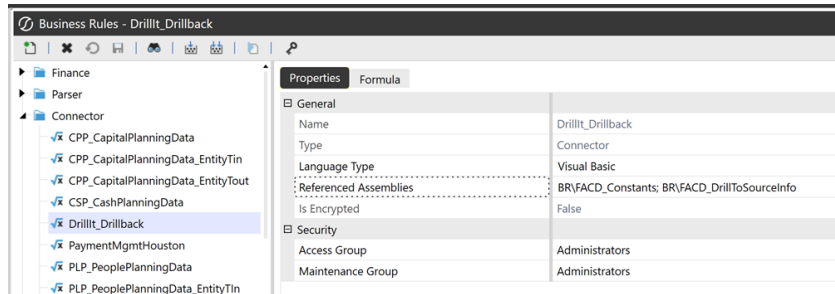 Business Rules - DrillIt_Drillback
Finance
Parser
Connector
CPP_CapitalPlanningData
CPP_CapitalPlanningData_EntityTin
CPP_CapitalPlanningData_EntityTout
CSP_CashPlanningData
DrillIt_Drillback
PaymentMgmtHouston
PLP_PeoplePlanningData
PLP_PeoplePlanningData_EntityTIn
Properties Formula
General
Name DrillIt_Drillback
Type Connector
Language Type Visual Basic
Referenced Assemblies BR\FACD_Constants; BR\FACD_DrillToSourceInfo
Is Encrypted False
Security
Access Group Administrators
Maintenance Group Administrators